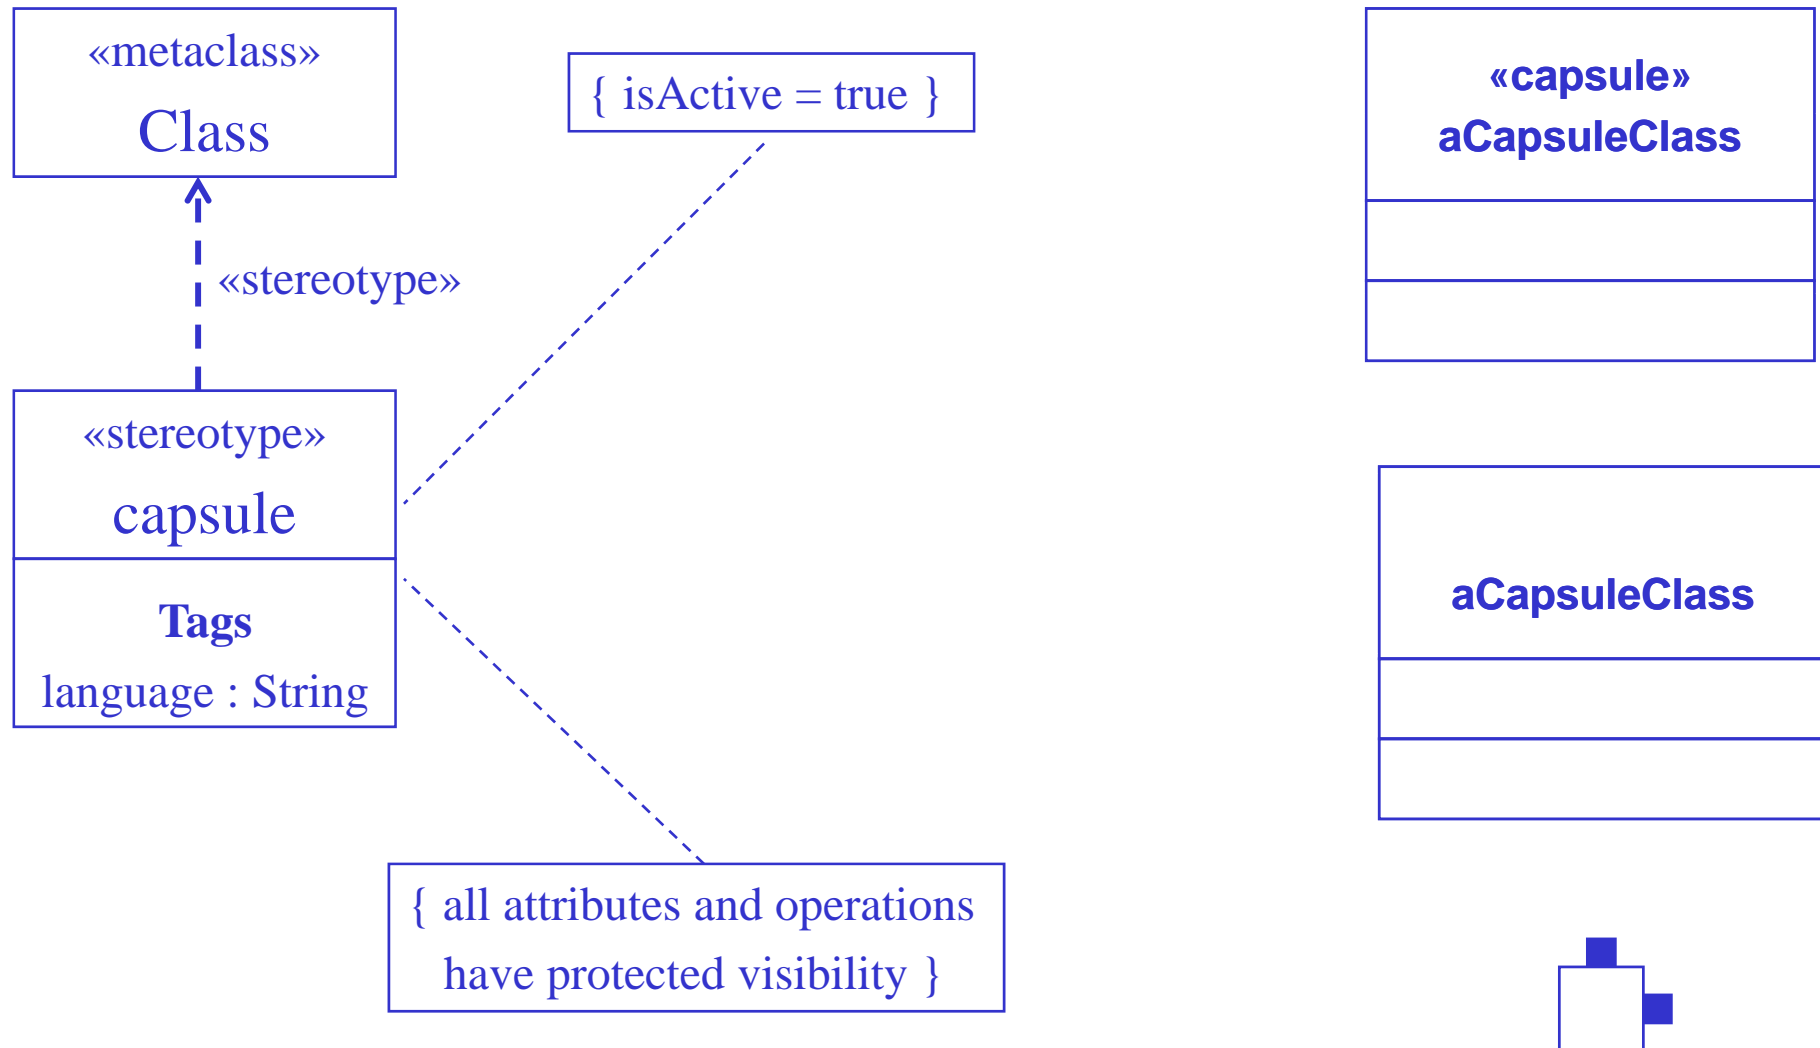 «metaclass»
Class
{ isActive = true }
«stereotype»
«stereotype»
capsule
Tags
language : String
{ all attributes and operations
have protected visibility }
«capsule»
aCapsuleClass
aCapsuleClass